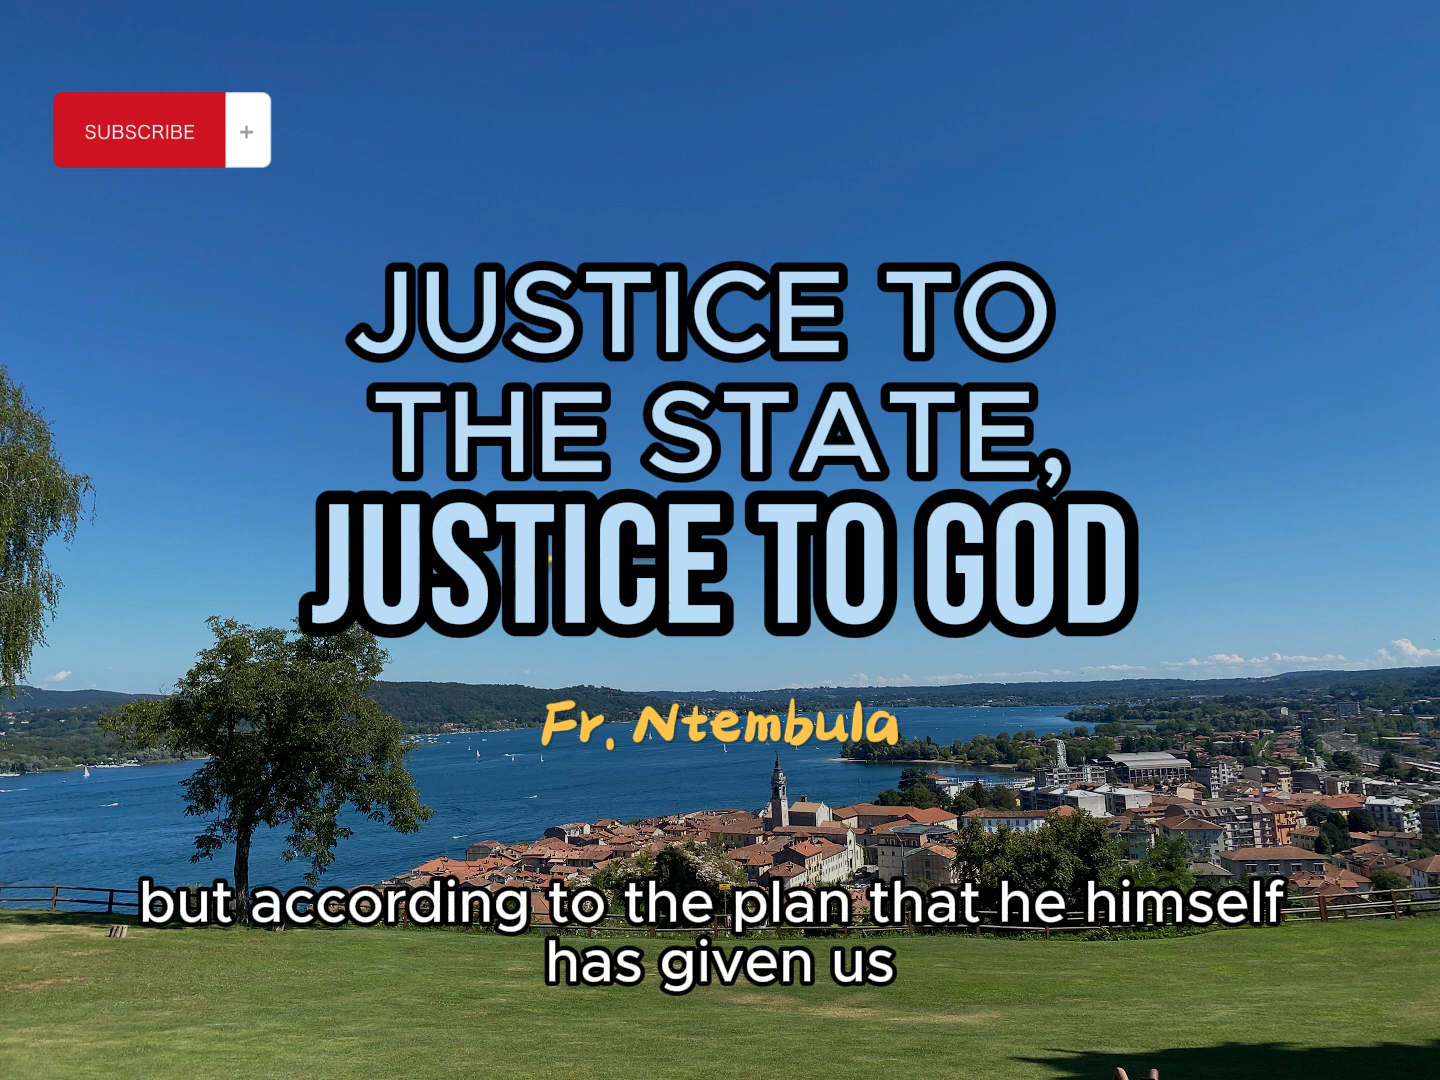 SUBSCRIBE +
JUSTICE TO
THE STATE,
JUSTICE TO GOD
Fr. Ntembula
but according to the plan that he himself
has given us